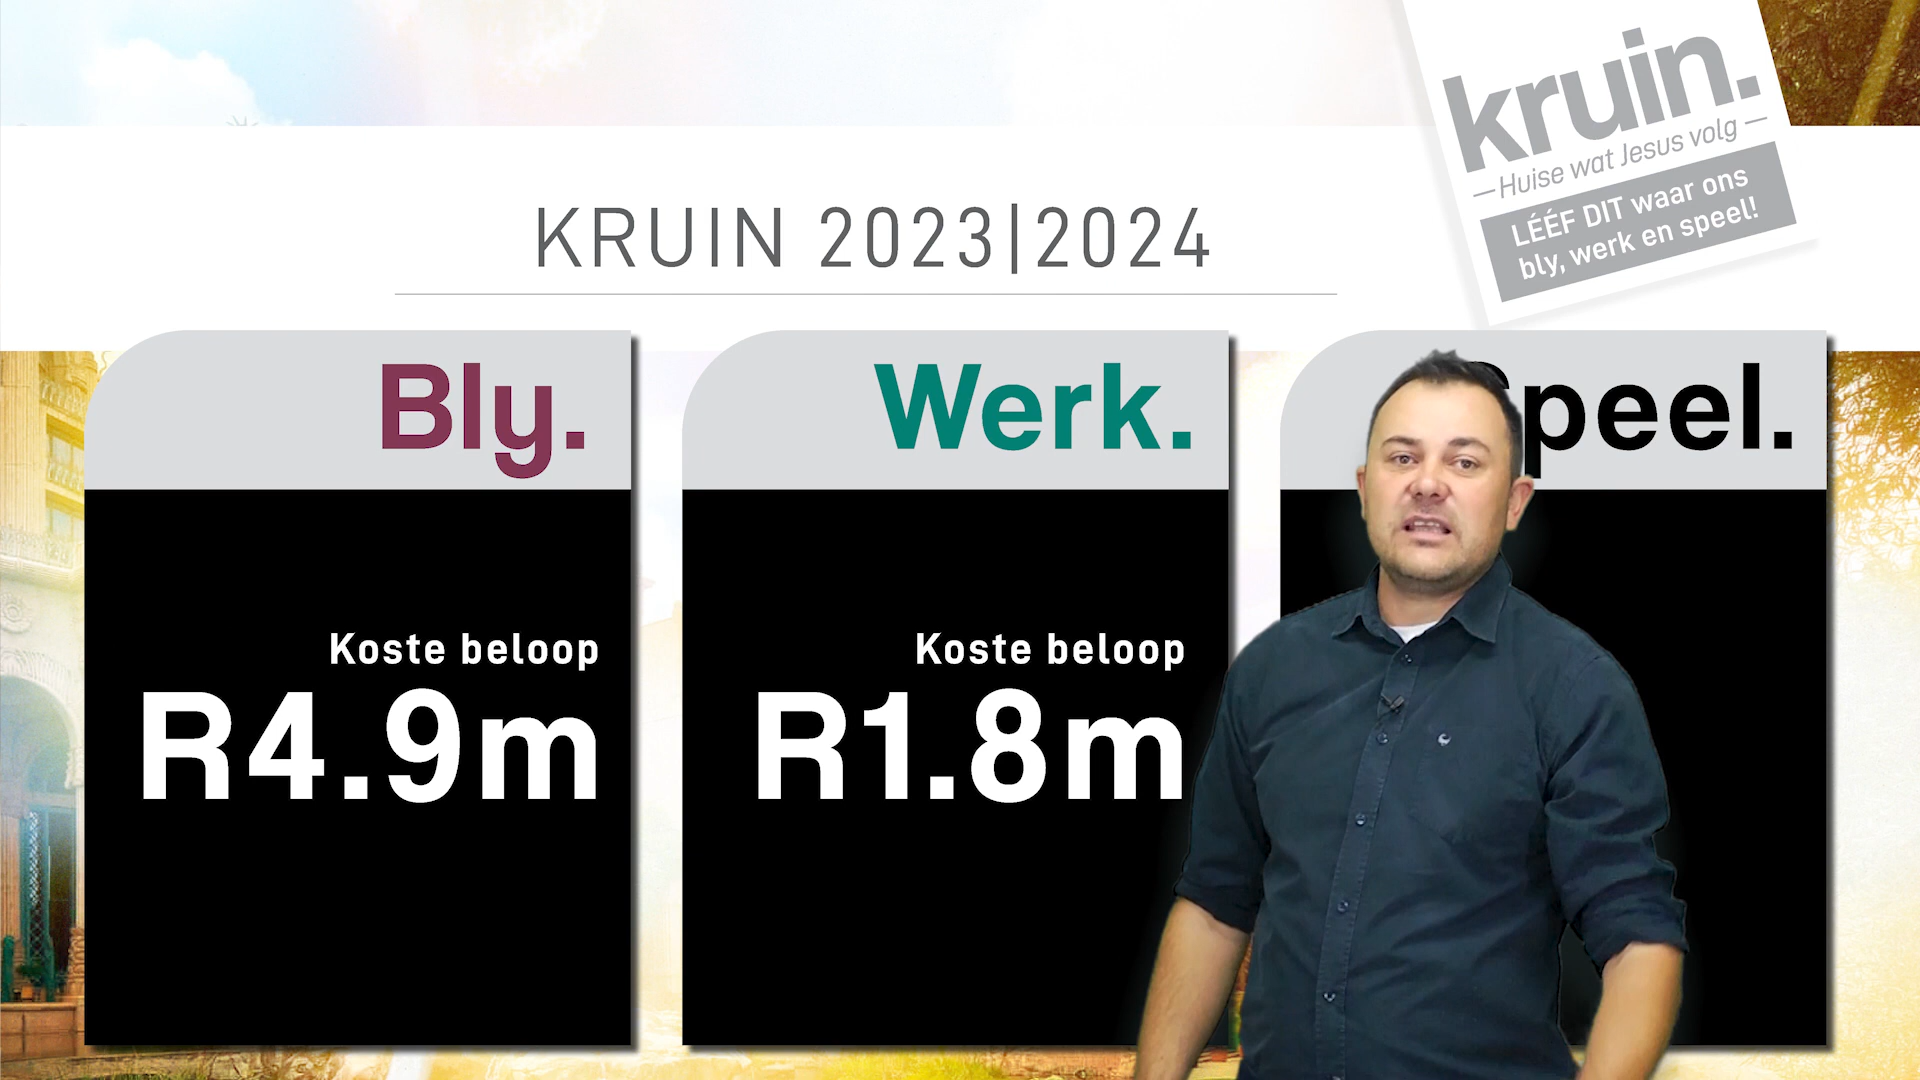 kruin.
— Huise wat Jesus volg —
LÉÉF DIT waar ons
bly, werk en speel!
KRUIN 2023|2024
Bly.
Koste beloop
R4.9m
Werk.
Koste beloop
R1.8m
Speel.